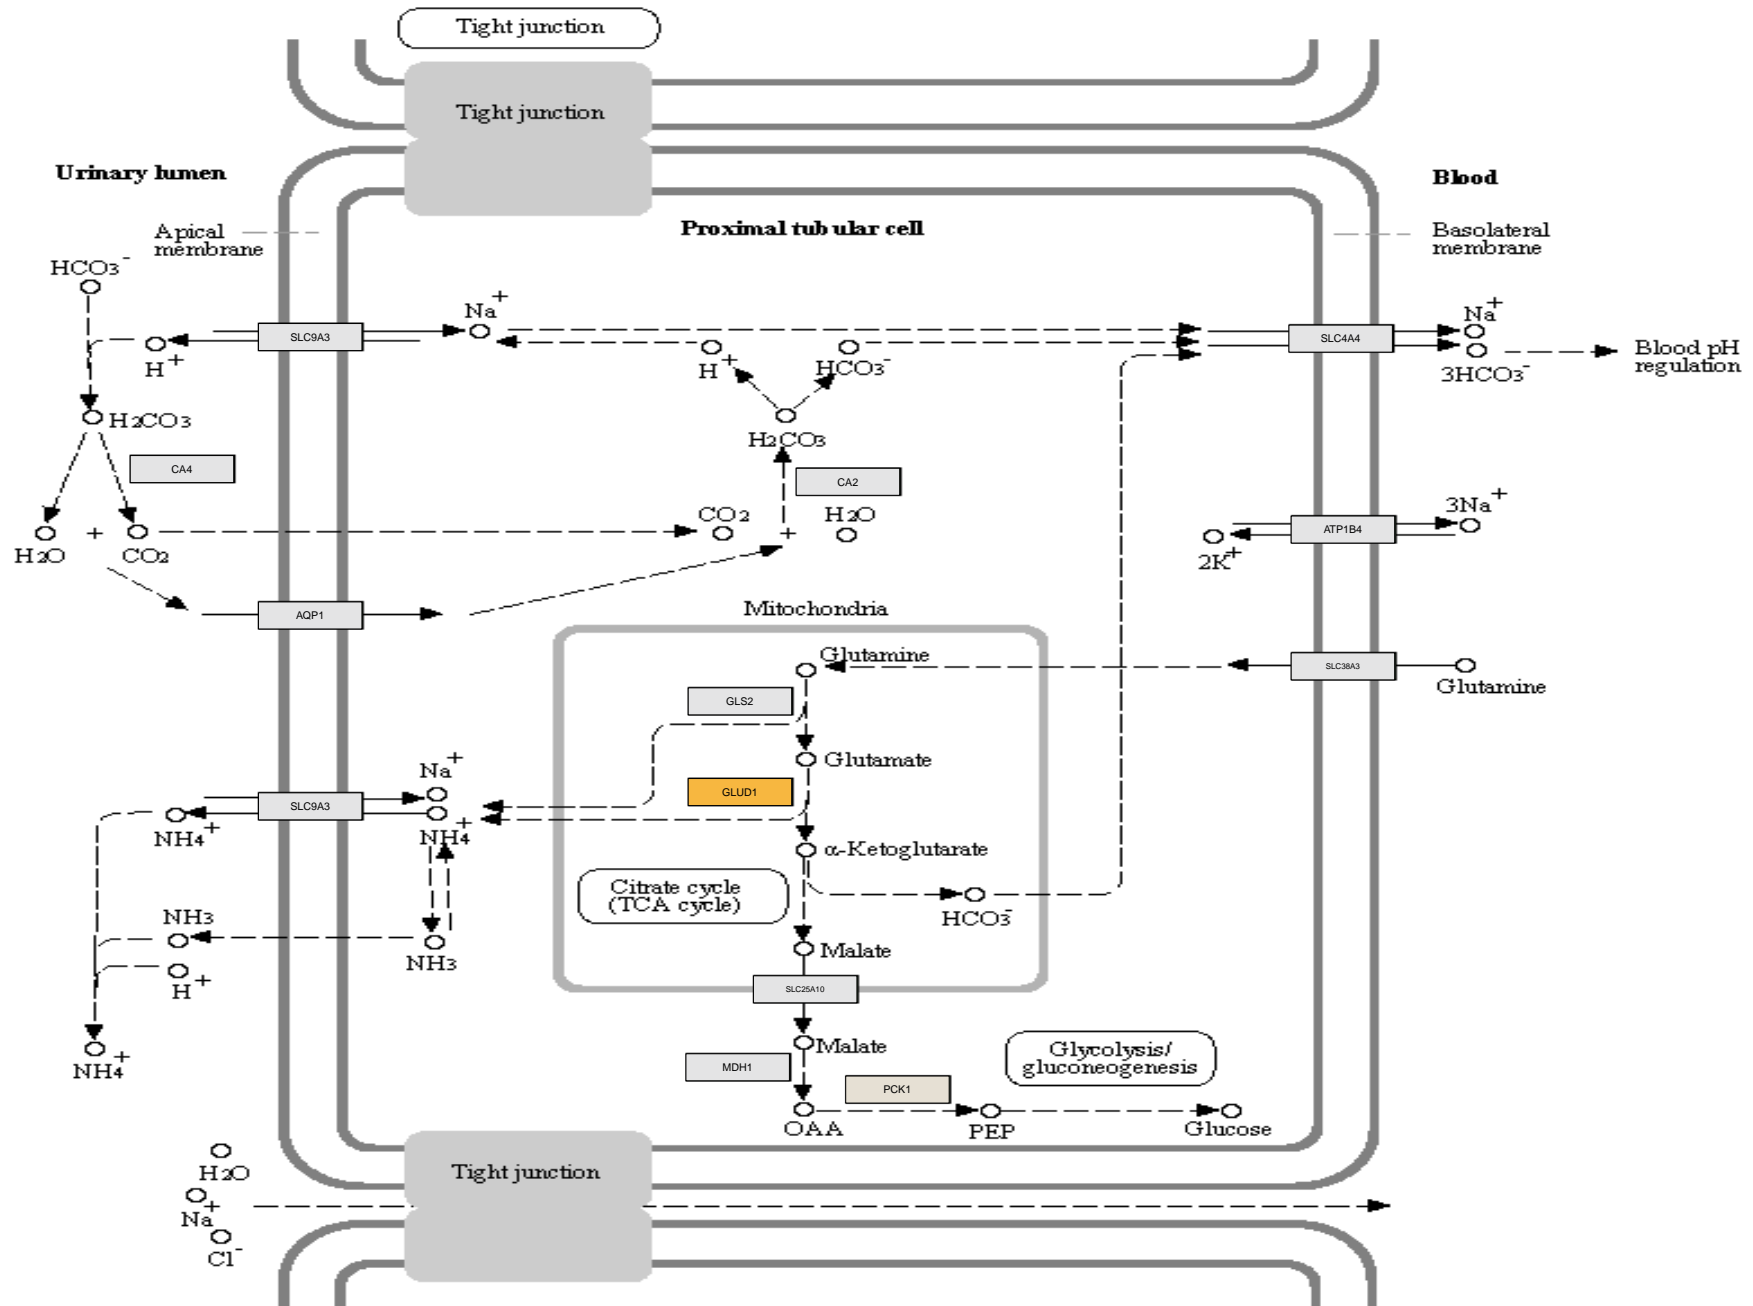 Tight junction
Tight junction
Urinary lumen
Blood
Apical
membrane
Proximal tubular cell
Basolateral
membrane
HCO3-
Na+
Na+
SLC9A3
SLC4A4
H+
H+
HCO3-
3HCO3-
Blood pH
regulation
H2CO3
H2CO3
CA4
CA2
CO2
H2O
3Na+
H2O
+
CO2
+
ATP1B4
2K+
AQP1
Mitochondria
Glutamine
SLC38A3
Glutamine
GLS2
Glutamate
Na+
GLUD1
SLC9A3
NH4+
NH4+
α-Ketoglutarate
Citrate cycle
(TCA cycle)
HCO3-
NH3
NH3
Malate
H+
SLC25A10
NH4+
Malate
MDH1
Glycolysis/
gluconeogenesis
PCK1
OAA
PEP
Glucose
Tight junction
H2O
Na+
Cl-